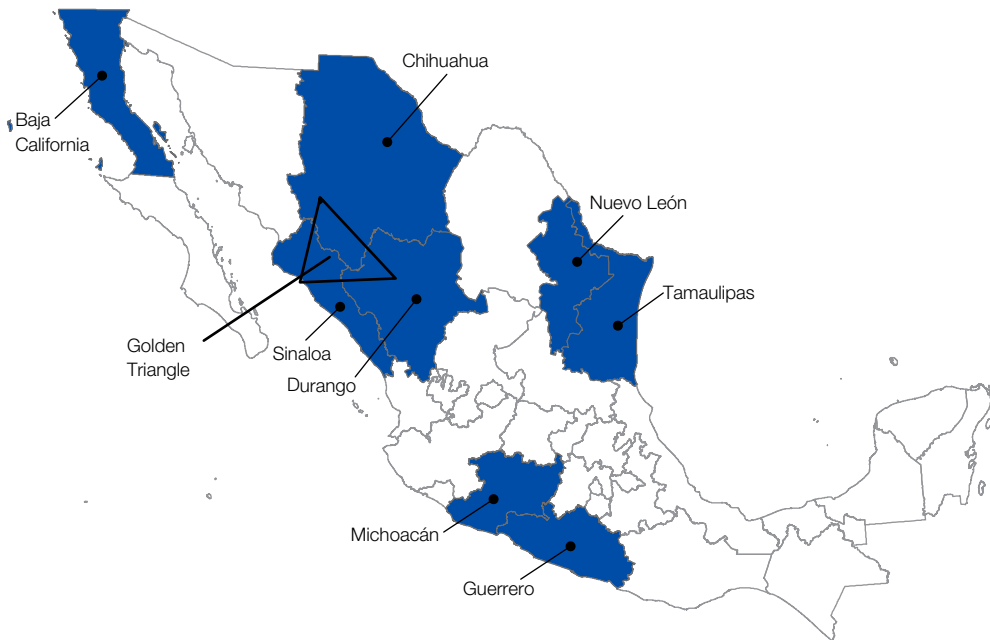 Chihuahua
Baja
California
Nuevo León
Tamaulipas
Golden
Triangle
Sinaloa
Durango
Michoacán
Guerrero